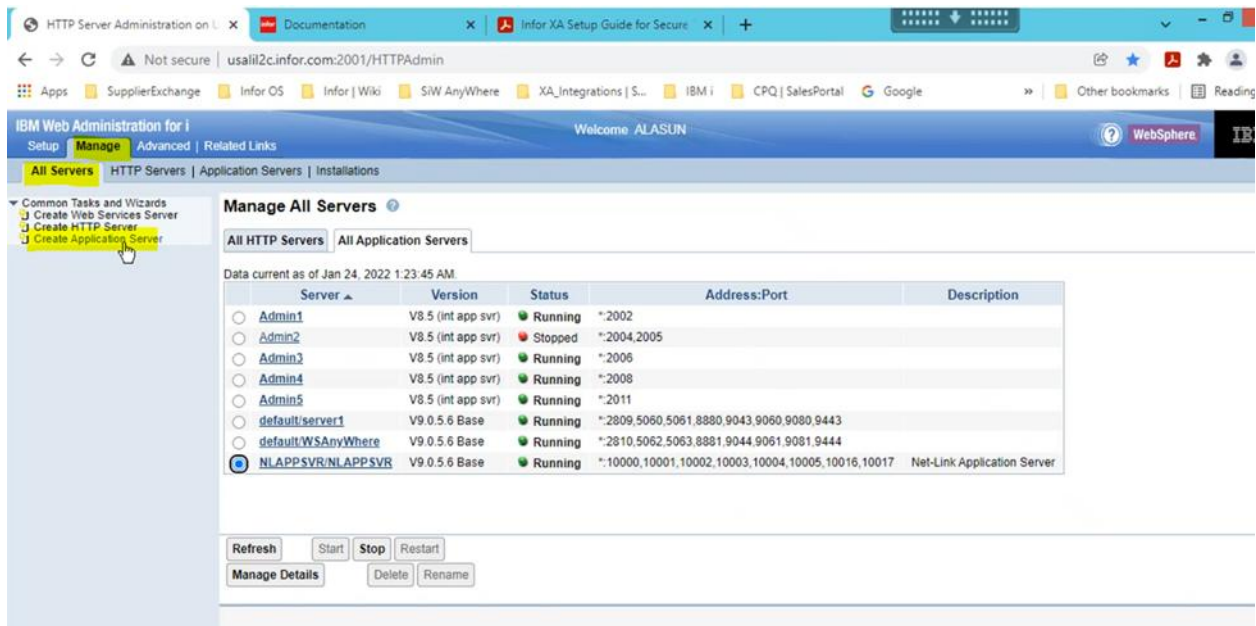 HTTP Server Administration on U
Documentation
Infor XA Setup Guide for Secure
Not secure usalil2c.infor.com:2001/HTTPAdmin
Apps SupplierExchange Infor OS Infor | Wiki SiW AnyWhere XA_Integrations | S... IBM i CPQ | SalesPortal Google » Other bookmarks Reading
IBM Web Administration for i
Welcome ALASUN
WebSphere.
Setup Manage Advanced | Related Links
All Servers HTTP Servers | Application Servers | Installations
Common Tasks and Wizards
Create Web Services Server
Create HTTP Server
Create Application Server
Manage All Servers
All HTTP Servers All Application Servers
Data current as of Jan 24, 2022 1:23:45 AM.
Server Version Status Address:Port Description
Admin1 V8.5 (int app svr) Running *:2002
Admin2 V8.5 (int app svr) Stopped *:2004,2005
Admin3 V8.5 (int app svr) Running *:2006
Admin4 V8.5 (int app svr) Running *:2008
Admin5 V8.5 (int app svr) Running *:2011
default/server1 V9.0.5.6 Base Running *:2809,5060,5061,8880,9043,9060,9080,9443
default/WSAnyWhere V9.0.5.6 Base Running *:2810,5062,5063,8881,9044,9061,9081,9444
NLAPPSVR/NLAPPSVR V9.0.5.6 Base Running *:10000,10001,10002,10003,10004,10005,10016,10017 Net-Link Application Server
Refresh Start Stop Restart
Manage Details Delete Rename